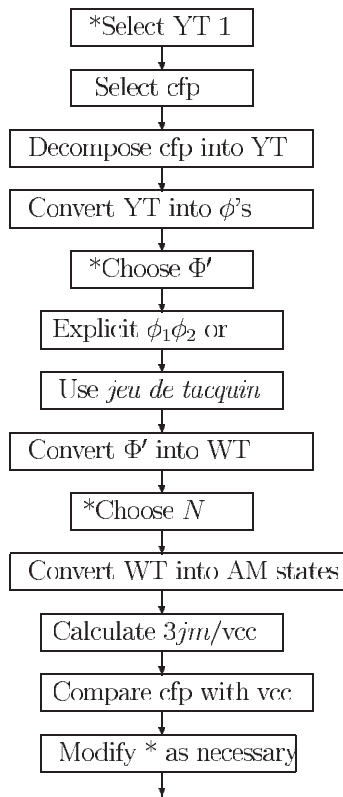 *Select YT 1
Select cfp
Decompose cfp into YT
Convert YT into ϕ's
*Choose Φ′
Explicit ϕ₁ϕ₂ or
Use jeu de tacquin
Convert Φ′ into WT
*Choose N
Convert WT into AM states
Calculate 3jm/vcc
Compare cfp with vcc
Modify * as necessary